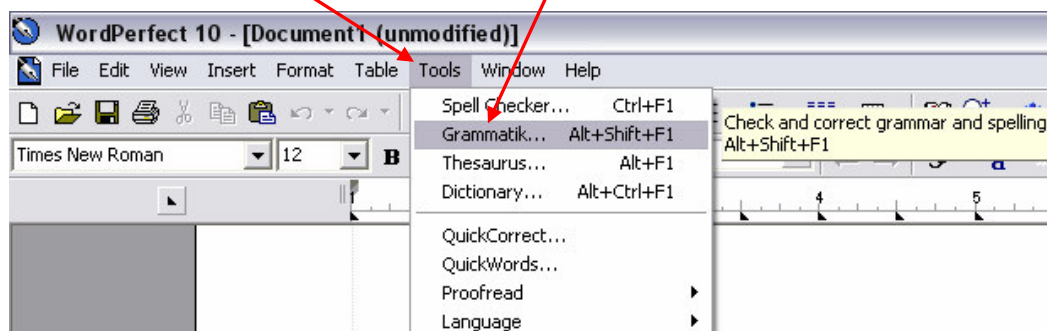 WordPerfect 10 - [Document1 (unmodified)]
File Edit View Insert Format Table Tools Window Help
Spell Checker... Ctrl+F1
Grammatik... Alt+Shift+F1
Thesaurus... Alt+F1
Dictionary... Alt+Ctrl+F1
QuickCorrect...
QuickWords...
Proofread
Language
Check and correct grammar and spelling
Alt+Shift+F1
Times New Roman 12 B
1 4 5